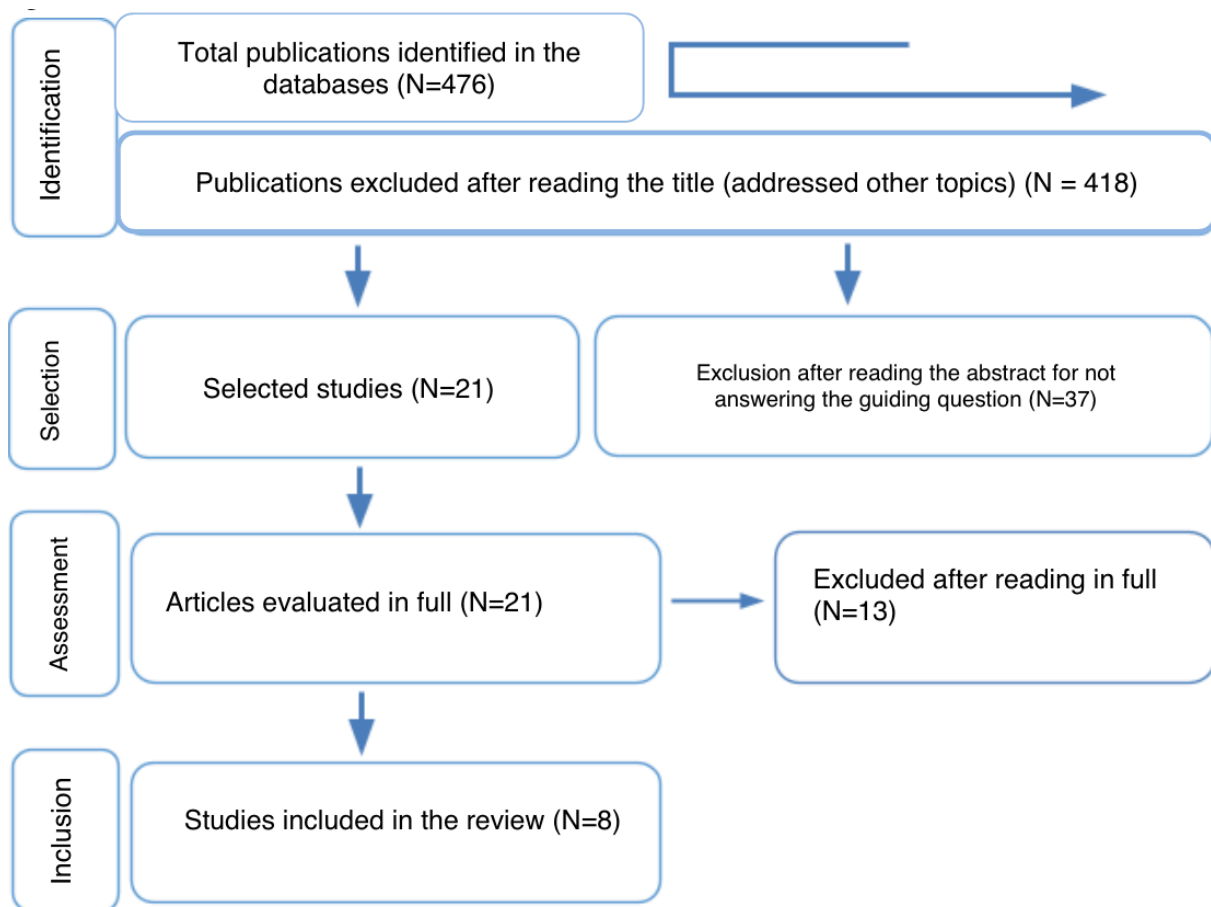 Identification
Total publications identified in the
databases (N=476)
Publications excluded after reading the title (addressed other topics) (N = 418)
Selection
Selected studies (N=21)
Exclusion after reading the abstract for not
answering the guiding question (N=37)
Assessment
Articles evaluated in full (N=21)
Excluded after reading in full
(N=13)
Inclusion
Studies included in the review (N=8)